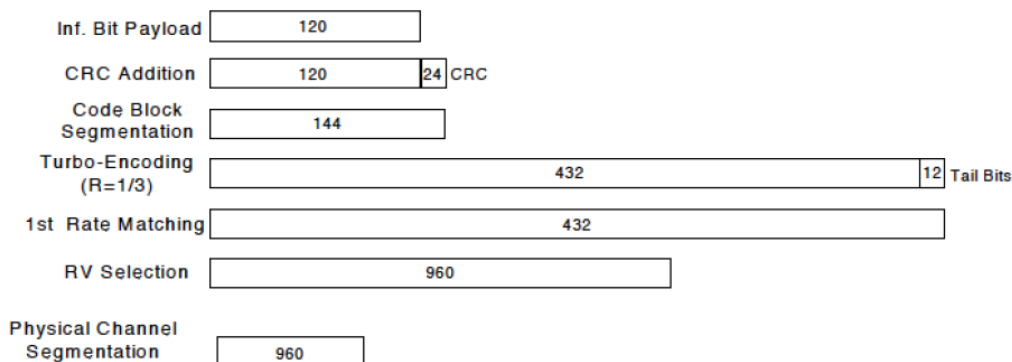 Inf. Bit Payload 120
CRC Addition 120 24 CRC
Code Block
Segmentation 144
Turbo-Encoding
(R=1/3) 432 12 Tail Bits
1st Rate Matching 432
RV Selection 960
Physical Channel
Segmentation 960